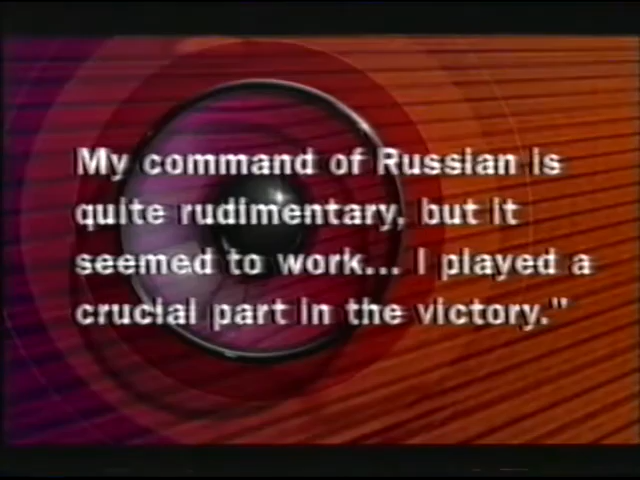 My command of Russian is
quite rudimentary, but it
seemed to work... I played a
crucial part in the victory."